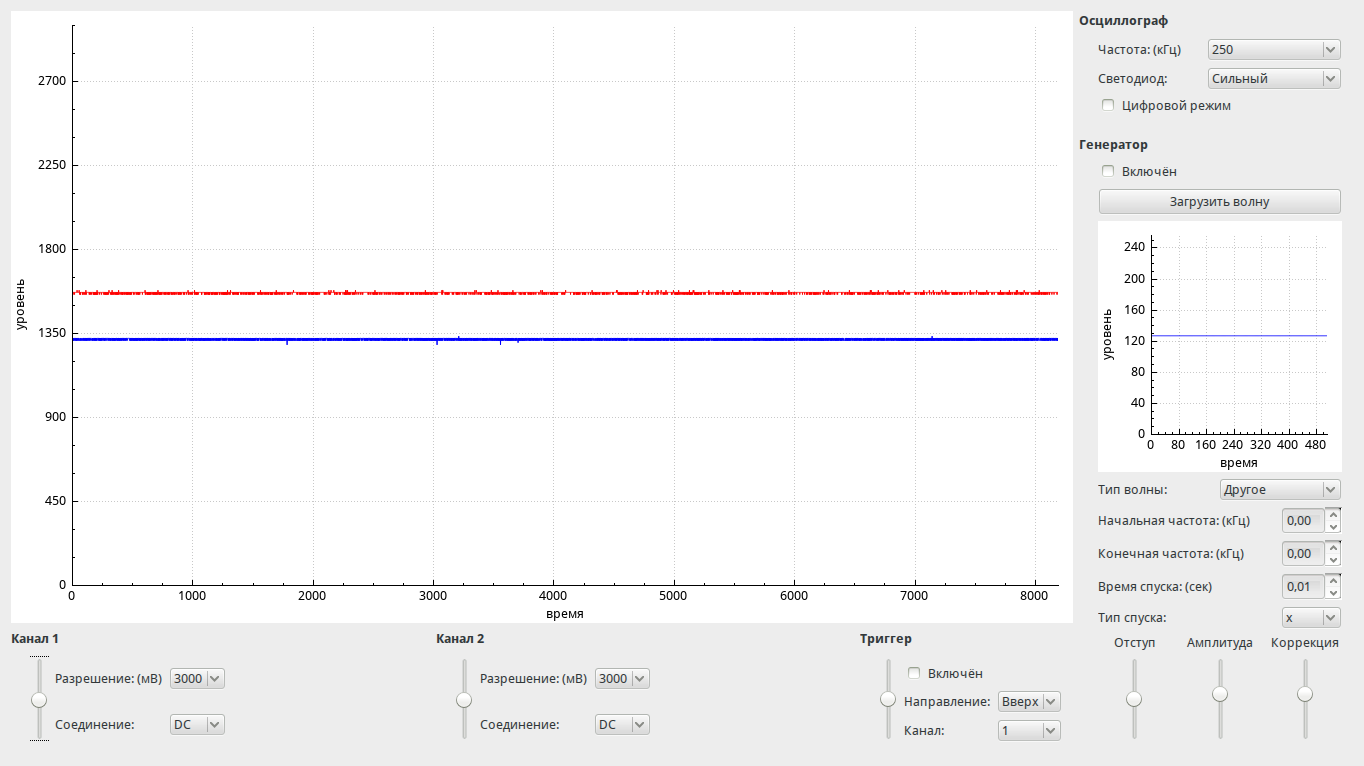 Осциллограф
Частота: (кГц) 250
Светодиод: Сильный
Цифровой режим
Генератор
Включён
Загрузить волну
2700
2250
1800
1350
900
450
0
уровень
0 1000 2000 3000 4000 5000 6000 7000 8000
время
240
200
160
120
80
40
0
уровень
0 80 160 240 320 400 480
время
Тип волны: Другое
Начальная частота: (кГц) 0,00
Конечная частота: (кГц) 0,00
Время спуска: (сек) 0,01
Тип спуска: x
Отступ Амплитуда Коррекция
Канал 1
Разрешение: (мВ) 3000
Соединение: DC
Канал 2
Разрешение: (мВ) 3000
Соединение: DC
Триггер
Включён
Направление: Вверх
Канал: 1